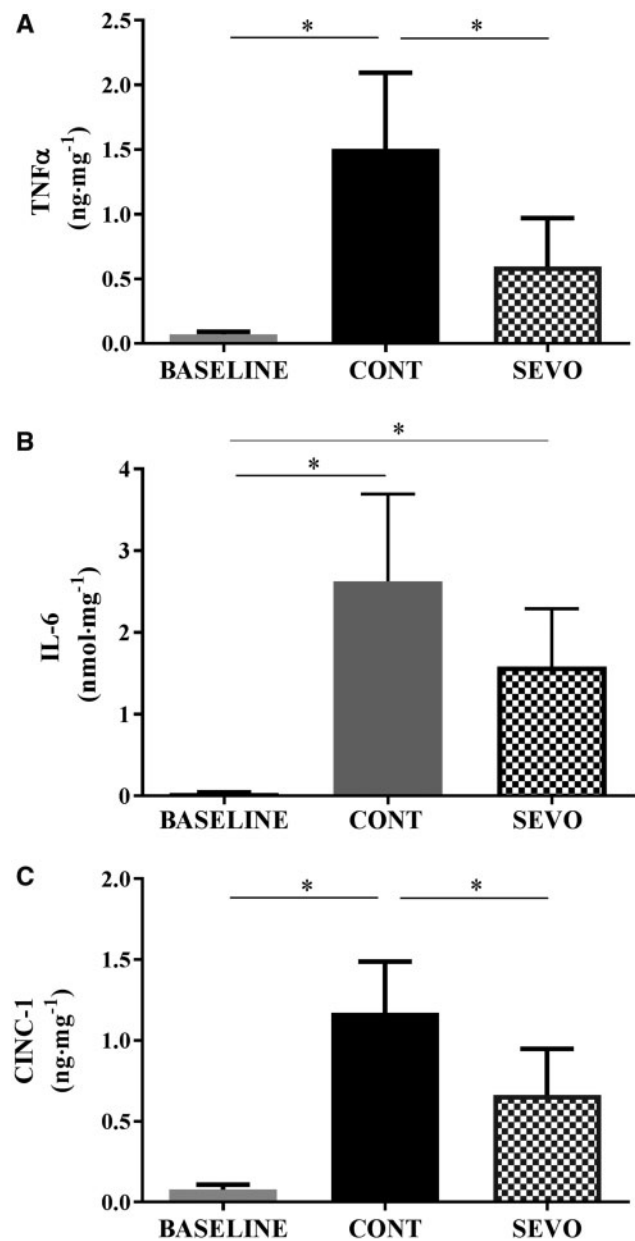 A
*
*
2.5
2.0
1.5
1.0
0.5
0.0
TNFα
(ng·mg⁻¹)
BASELINE CONT SEVO
B
*
*
4
3
2
1
0
IL-6
(nmol·mg⁻¹)
BASELINE CONT SEVO
C
*
*
2.0
1.5
1.0
0.5
0.0
CINC-1
(ng·mg⁻¹)
BASELINE CONT SEVO